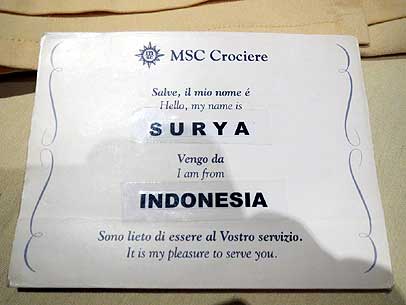 MSC Crociere
Salve, il mio nome é
Hello, my name is
SURYA
Vengo da
I am from
INDONESIA
Sono lieto di essere al Vostro servizio.
It is my pleasure to serve you.